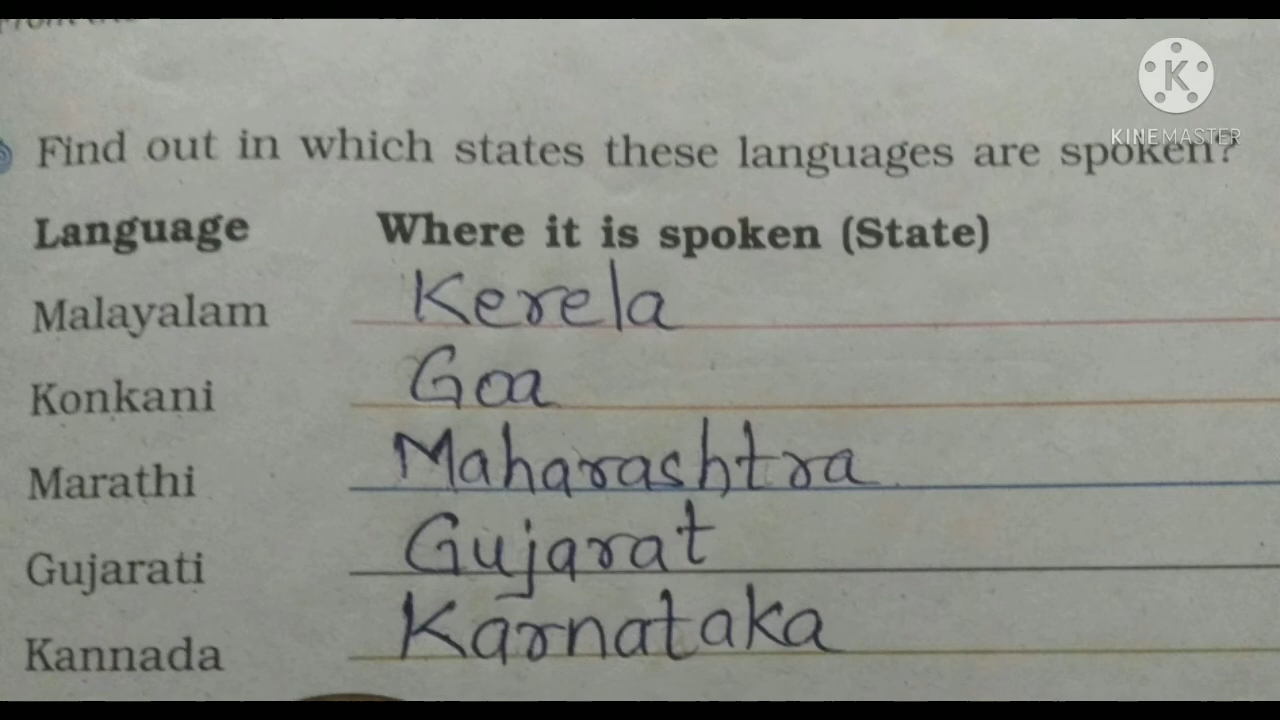 KINEMASTER
Find out in which states these languages are spoken?
Language Where it is spoken (State)
Malayalam Kerela
Konkani Goa
Marathi Maharashtra
Gujarati Gujarat
Kannada Karnataka